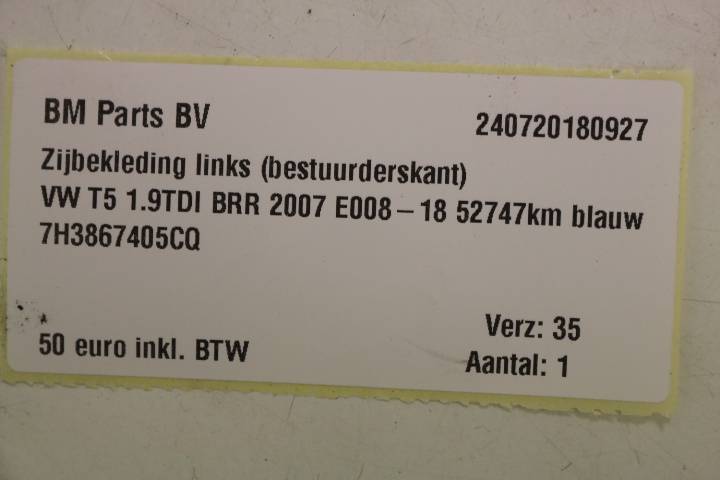 BM Parts BV
240720180927
Zijbekleding links (bestuurderskant)
VW T5 1.9TDI BRR 2007 E008-18 52747km blauw
7H3867405CQ
Verz: 35
50 euro inkl. BTW
Aantal: 1